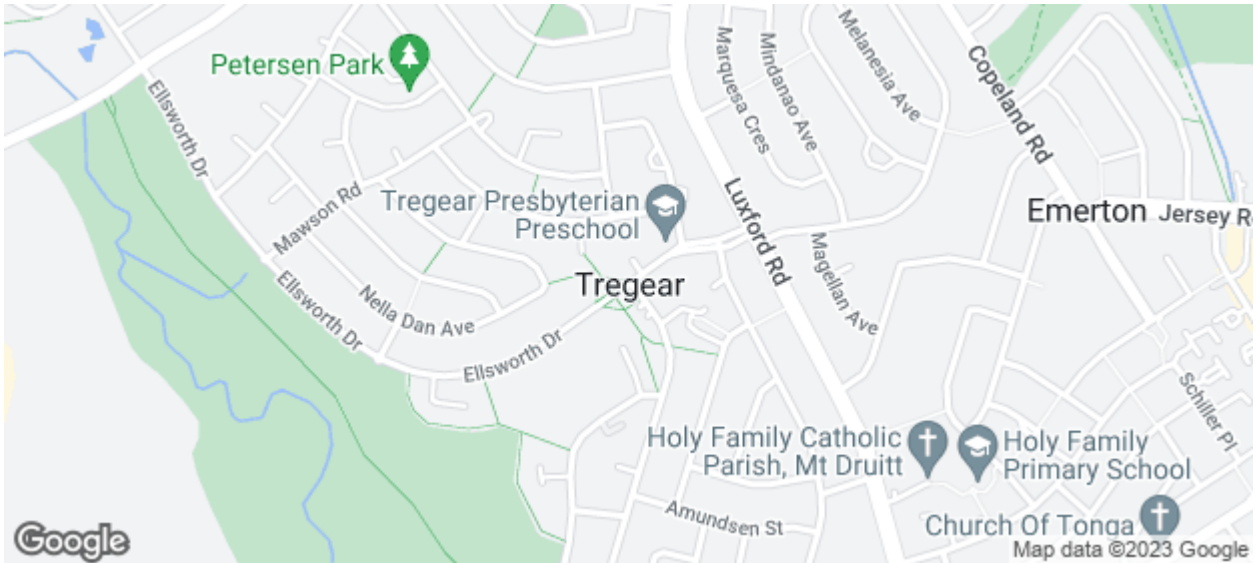 Petersen Park
Marquesa Cres
Mindanao Ave
Melanesia Ave
Copeland Rd
Ellsworth Dr
Mawson Rd
Tregear Presbyterian
Preschool
Luxford Rd
Emerton
Jersey R
Tregear
Magellan Ave
Ellsworth Dr
Nella Dan Ave
Ellsworth Dr
Schiller Pl
Holy Family Catholic
Parish, Mt Druitt
Holy Family
Primary School
Amundsen St
Church Of Tonga
Google
Map data ©2023 Google